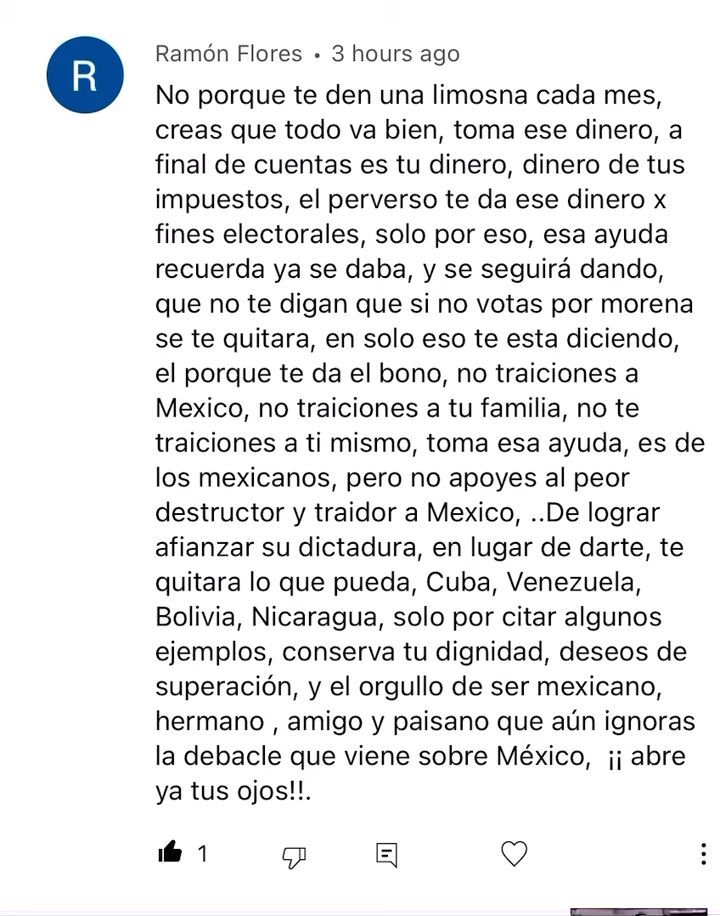 R
Ramón Flores • 3 hours ago
No porque te den una limosna cada mes,
creas que todo va bien, toma ese dinero, a
final de cuentas es tu dinero, dinero de tus
impuestos, el perverso te da ese dinero x
fines electorales, solo por eso, esa ayuda
recuerda ya se daba, y se seguirá dando,
que no te digan que si no votas por morena
se te quitara, en solo eso te esta diciendo,
el porque te da el bono, no traiciones a
Mexico, no traiciones a tu familia, no te
traiciones a ti mismo, toma esa ayuda, es de
los mexicanos, pero no apoyes al peor
destructor y traidor a Mexico, ..De lograr
afianzar su dictadura, en lugar de darte, te
quitara lo que pueda, Cuba, Venezuela,
Bolivia, Nicaragua, solo por citar algunos
ejemplos, conserva tu dignidad, deseos de
superación, y el orgullo de ser mexicano,
hermano , amigo y paisano que aún ignoras
la debacle que viene sobre México, ¡¡ abre
ya tus ojos!!.
1